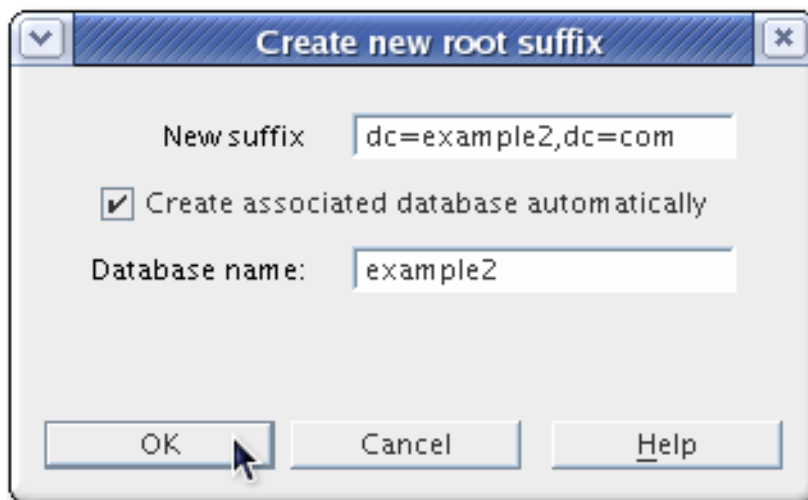 Create new root suffix
New suffix dc=example2,dc=com
Create associated database automatically
Database name: example2
OK Cancel Help